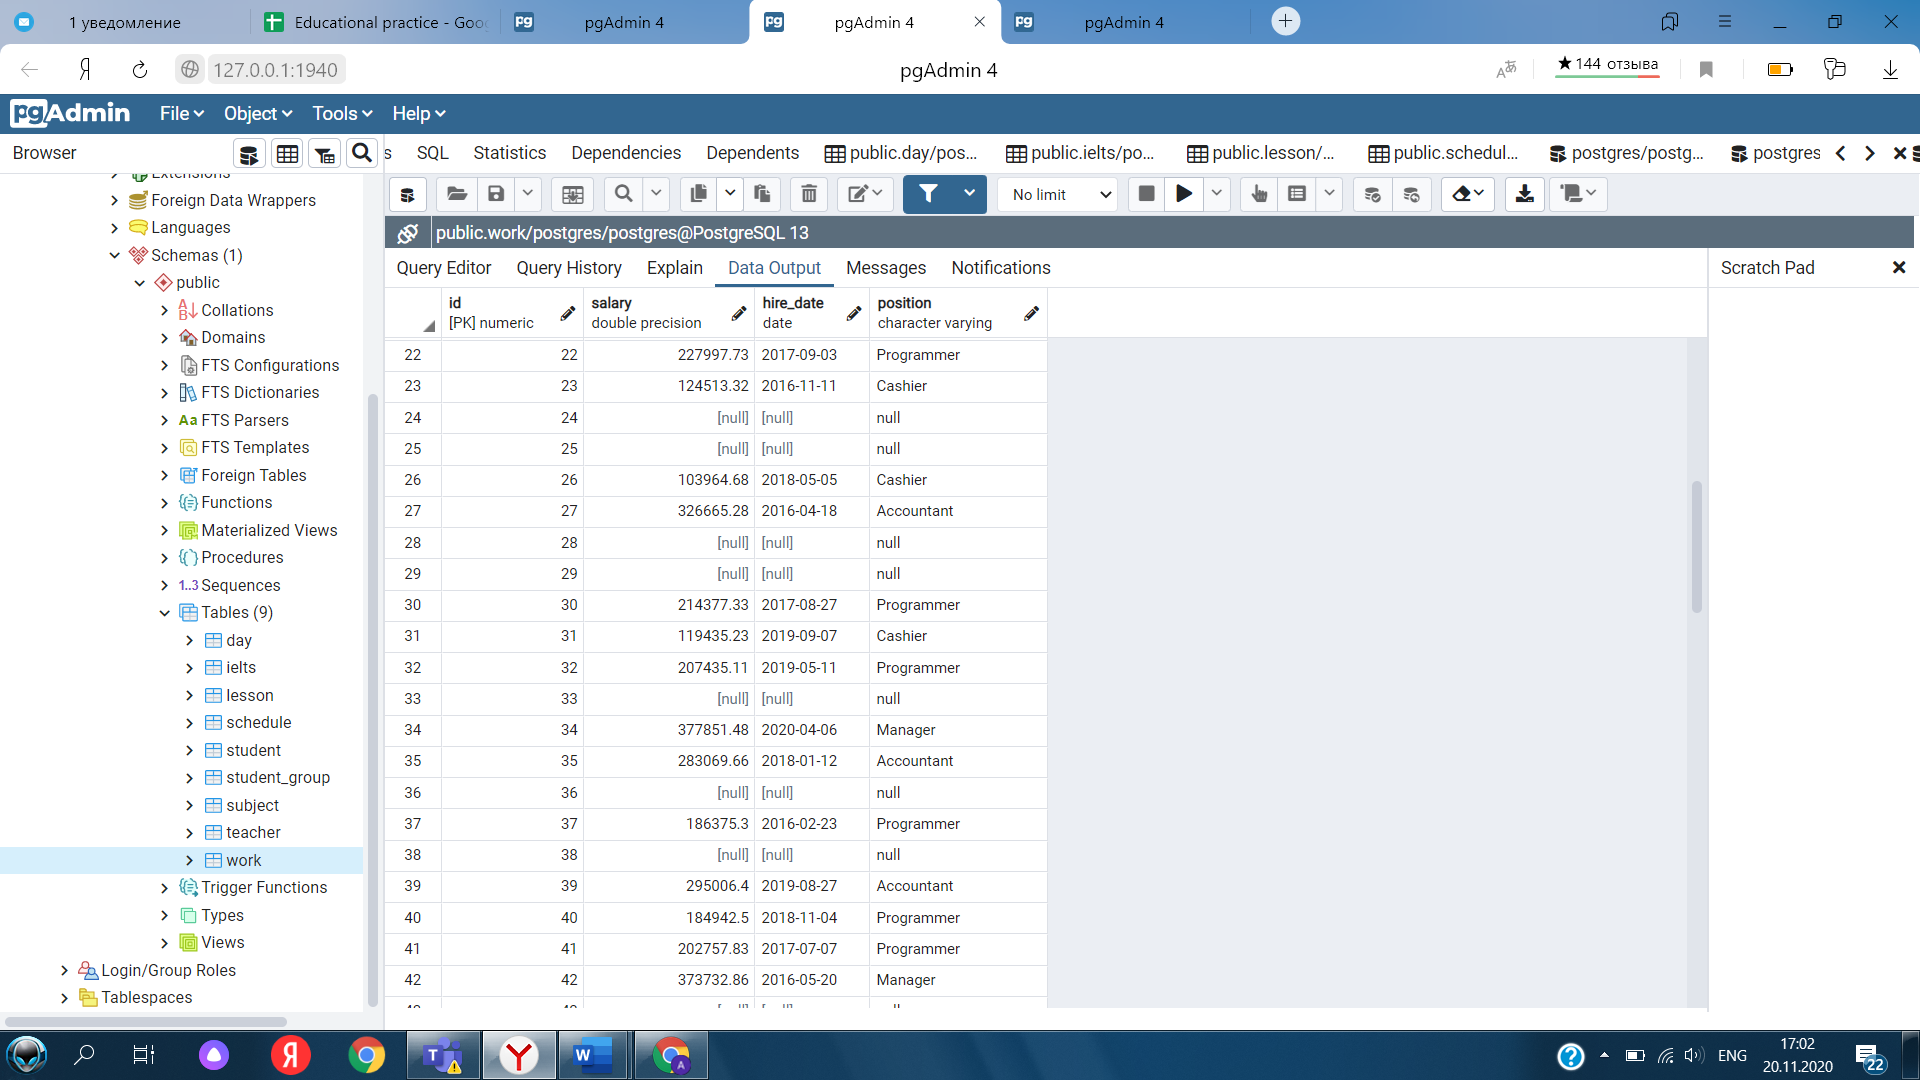 1 уведомление
Educational practice - Goo
pgAdmin 4
pgAdmin 4
pgAdmin 4
127.0.0.1:1940
pgAdmin 4
★144 отзыва
pgAdmin File Object Tools Help
Browser
SQL Statistics Dependencies Dependents public.day/pos... public.ielts/po... public.lesson/... public.schedul... postgres/postg... postgres
No limit
public.work/postgres/postgres@PostgreSQL 13
Query Editor Query History Explain Data Output Messages Notifications
Scratch Pad
Extensions
Foreign Data Wrappers
Languages
Schemas (1)
public
Collations
Domains
FTS Configurations
FTS Dictionaries
FTS Parsers
FTS Templates
Foreign Tables
Functions
Materialized Views
Procedures
1..3 Sequences
Tables (9)
day
ielts
lesson
schedule
student
student_group
subject
teacher
work
Trigger Functions
Types
Views
Login/Group Roles
Tablespaces
id salary hire_date position
[PK] numeric double precision date character varying
22 22 227997.73 2017-09-03 Programmer
23 23 124513.32 2016-11-11 Cashier
24 24 [null] [null] null
25 25 [null] [null] null
26 26 103964.68 2018-05-05 Cashier
27 27 326665.28 2016-04-18 Accountant
28 28 [null] [null] null
29 29 [null] [null] null
30 30 214377.33 2017-08-27 Programmer
31 31 119435.23 2019-09-07 Cashier
32 32 207435.11 2019-05-11 Programmer
33 33 [null] [null] null
34 34 377851.48 2020-04-06 Manager
35 35 283069.66 2018-01-12 Accountant
36 36 [null] [null] null
37 37 186375.3 2016-02-23 Programmer
38 38 [null] [null] null
39 39 295006.4 2019-08-27 Accountant
40 40 184942.5 2018-11-04 Programmer
41 41 202757.83 2017-07-07 Programmer
42 42 373732.86 2016-05-20 Manager
ENG
17:02
20.11.2020
22